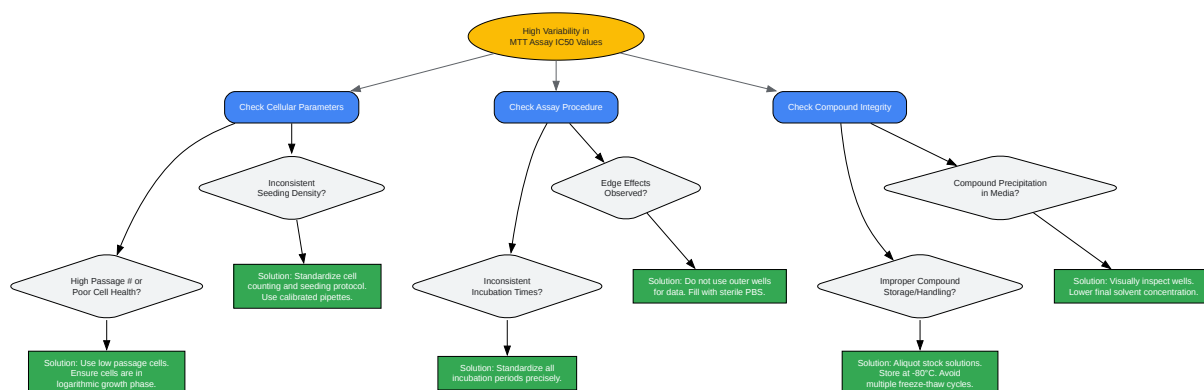 High Variability in
MTT Assay IC50 Values
Check Cellular Parameters
Check Assay Procedure
Check Compound Integrity
Inconsistent
Seeding Density?
Edge Effects
Observed?
Compound Precipitation
in Media?
High Passage # or
Poor Cell Health?
Solution: Standardize cell
counting and seeding protocol.
Use calibrated pipettes.
Inconsistent
Incubation Times?
Solution: Do not use outer wells
for data. Fill with sterile PBS.
Improper Compound
Storage/Handling?
Solution: Visually inspect wells.
Lower final solvent concentration.
Solution: Use low passage cells.
Ensure cells are in
logarithmic growth phase.
Solution: Standardize all
incubation periods precisely.
Solution: Aliquot stock solutions.
Store at -80°C. Avoid
multiple freeze-thaw cycles.